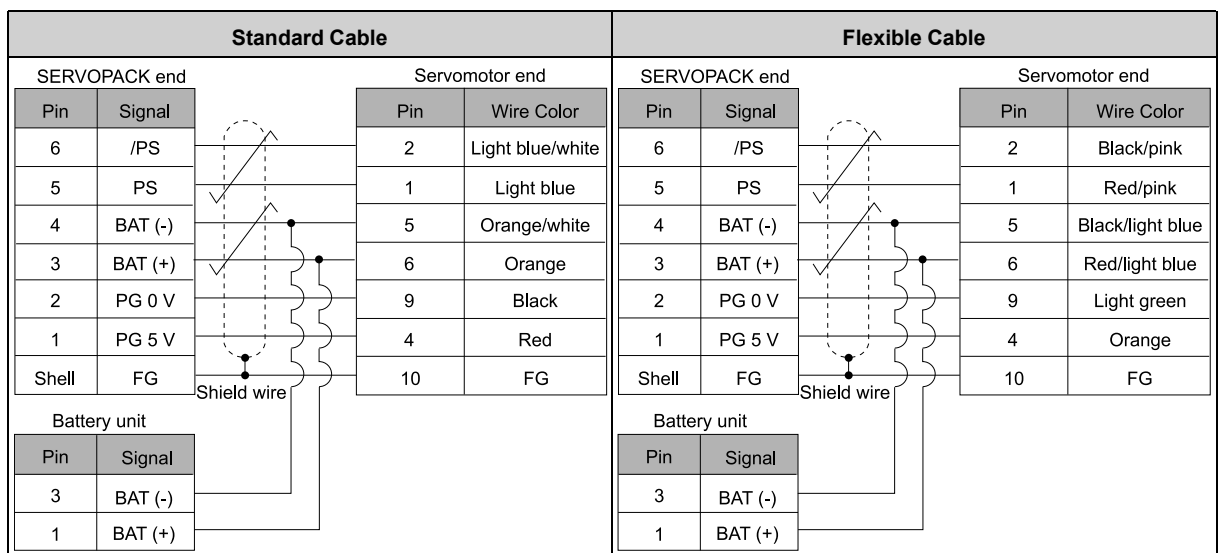 Standard Cable
SERVOPACK end Servomotor end
Pin Signal Pin Wire Color
6 /PS 2 Light blue/white
5 PS 1 Light blue
4 BAT (-) 5 Orange/white
3 BAT (+) 6 Orange
2 PG 0 V 9 Black
1 PG 5 V 4 Red
Shell FG 10 FG
Shield wire
Battery unit
Pin Signal
3 BAT (-)
1 BAT (+)
Flexible Cable
SERVOPACK end Servomotor end
Pin Signal Pin Wire Color
6 /PS 2 Black/pink
5 PS 1 Red/pink
4 BAT (-) 5 Black/light blue
3 BAT (+) 6 Red/light blue
2 PG 0 V 9 Light green
1 PG 5 V 4 Orange
Shell FG 10 FG
Shield wire
Battery unit
Pin Signal
3 BAT (-)
1 BAT (+)